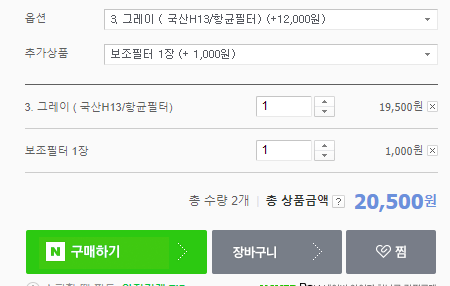 옵션 3. 그레이 ( 국산H13/항균필터) (+12,000원)
추가상품 보조필터 1장 (+ 1,000원)
3. 그레이 ( 국산H13/항균필터) 1 19,500원
보조필터 1장 1 1,000원
총 수량 2개 총 상품금액 ? 20,500원
N 구매하기 장바구니 찜